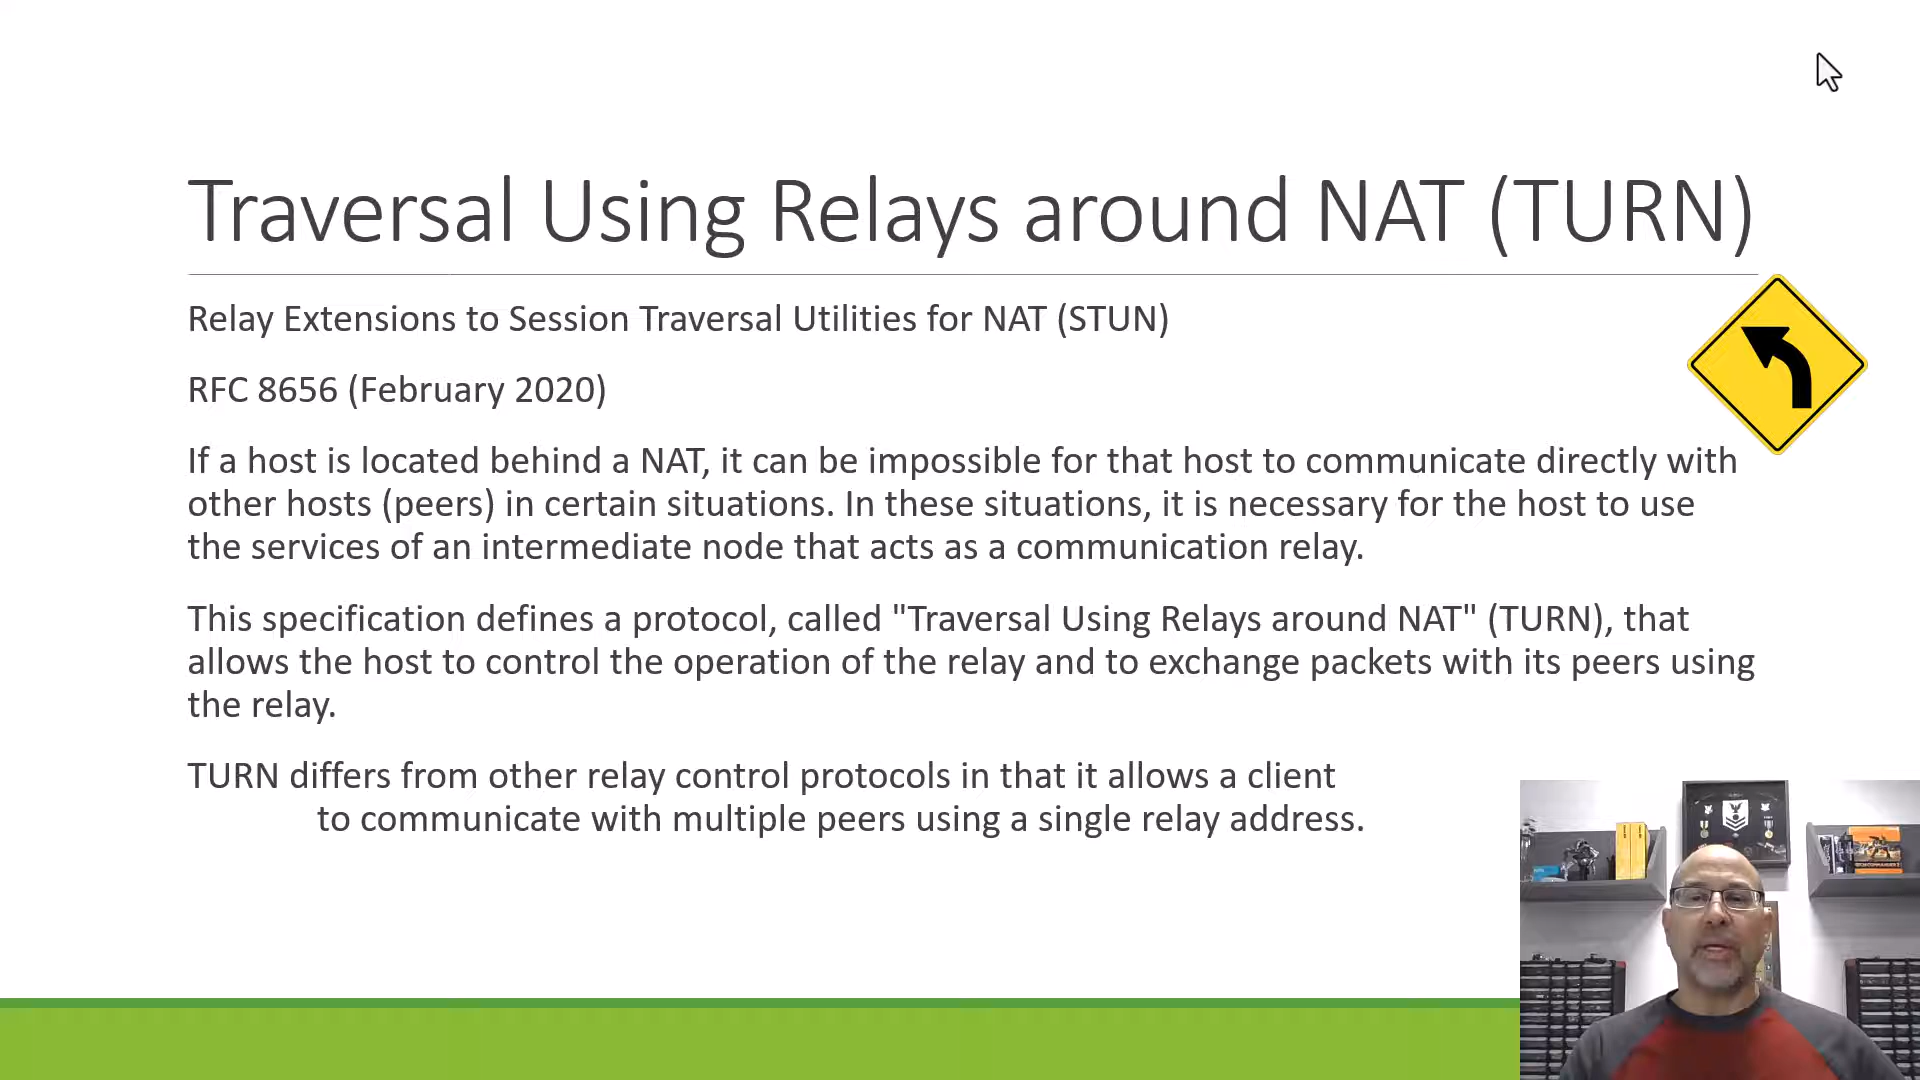 Traversal Using Relays around NAT (TURN)
Relay Extensions to Session Traversal Utilities for NAT (STUN)
RFC 8656 (February 2020)
If a host is located behind a NAT, it can be impossible for that host to communicate directly with
other hosts (peers) in certain situations. In these situations, it is necessary for the host to use
the services of an intermediate node that acts as a communication relay.
This specification defines a protocol, called "Traversal Using Relays around NAT" (TURN), that
allows the host to control the operation of the relay and to exchange packets with its peers using
the relay.
TURN differs from other relay control protocols in that it allows a client
to communicate with multiple peers using a single relay address.